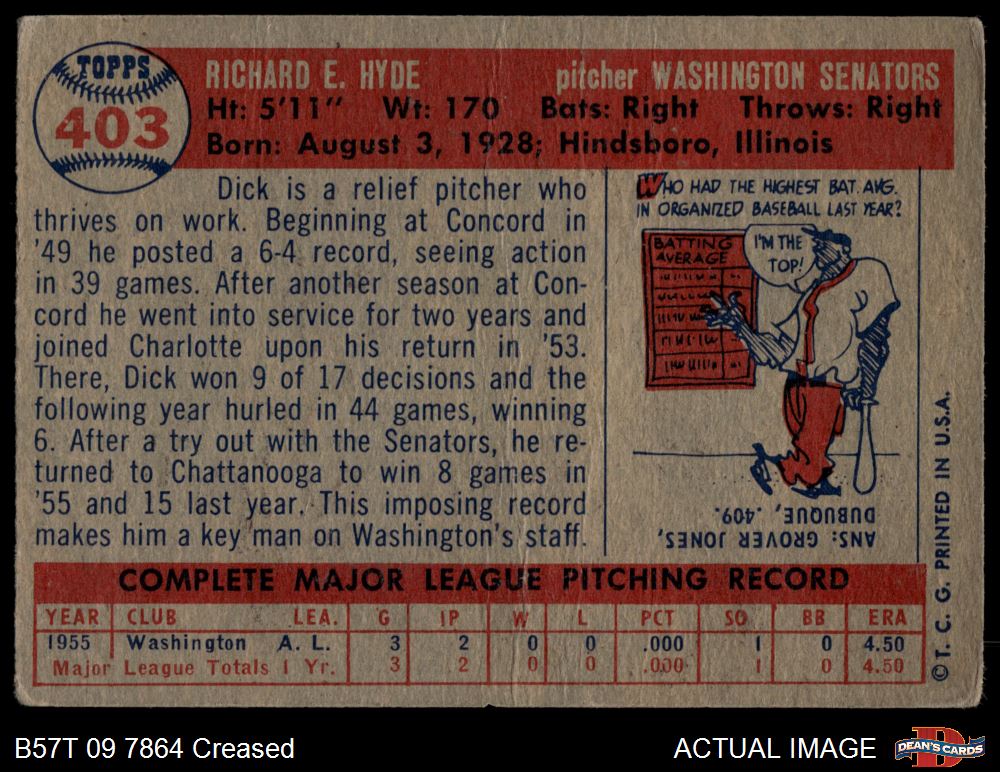 TOPPS
403
RICHARD E. HYDE pitcher WASHINGTON SENATORS
Ht: 5'11" Wt: 170 Bats: Right Throws: Right
Born: August 3, 1928; Hindsboro, Illinois
Dick is a relief pitcher who
thrives on work. Beginning at Concord in
'49 he posted a 6-4 record, seeing action
in 39 games. After another season at Con-
cord he went into service for two years and
joined Charlotte upon his return in '53.
There, Dick won 9 of 17 decisions and the
following year hurled in 44 games, winning
6. After a try out with the Senators, he re-
turned to Chattanooga to win 8 games in
'55 and 15 last year. This imposing record
makes him a key man on Washington's staff.
WHO HAD THE HIGHEST BAT. AVG.
IN ORGANIZED BASEBALL LAST YEAR?
BATTING
AVERAGE
I'M THE
TOP!
ANS: GROVER JONES,
DUBUQUE, .409.
COMPLETE MAJOR LEAGUE PITCHING RECORD
YEAR CLUB LEA. G IP W L PCT SO BB ERA
1955 Washington A. L. 3 2 0 0 .000 1 0 4.50
Major League Totals 1 Yr. 3 2 0 0 .000 1 0 4.50
©T. C. G. PRINTED IN U.S.A.
B57T 09 7864 Creased
ACTUAL IMAGE
DEAN'S CARDS